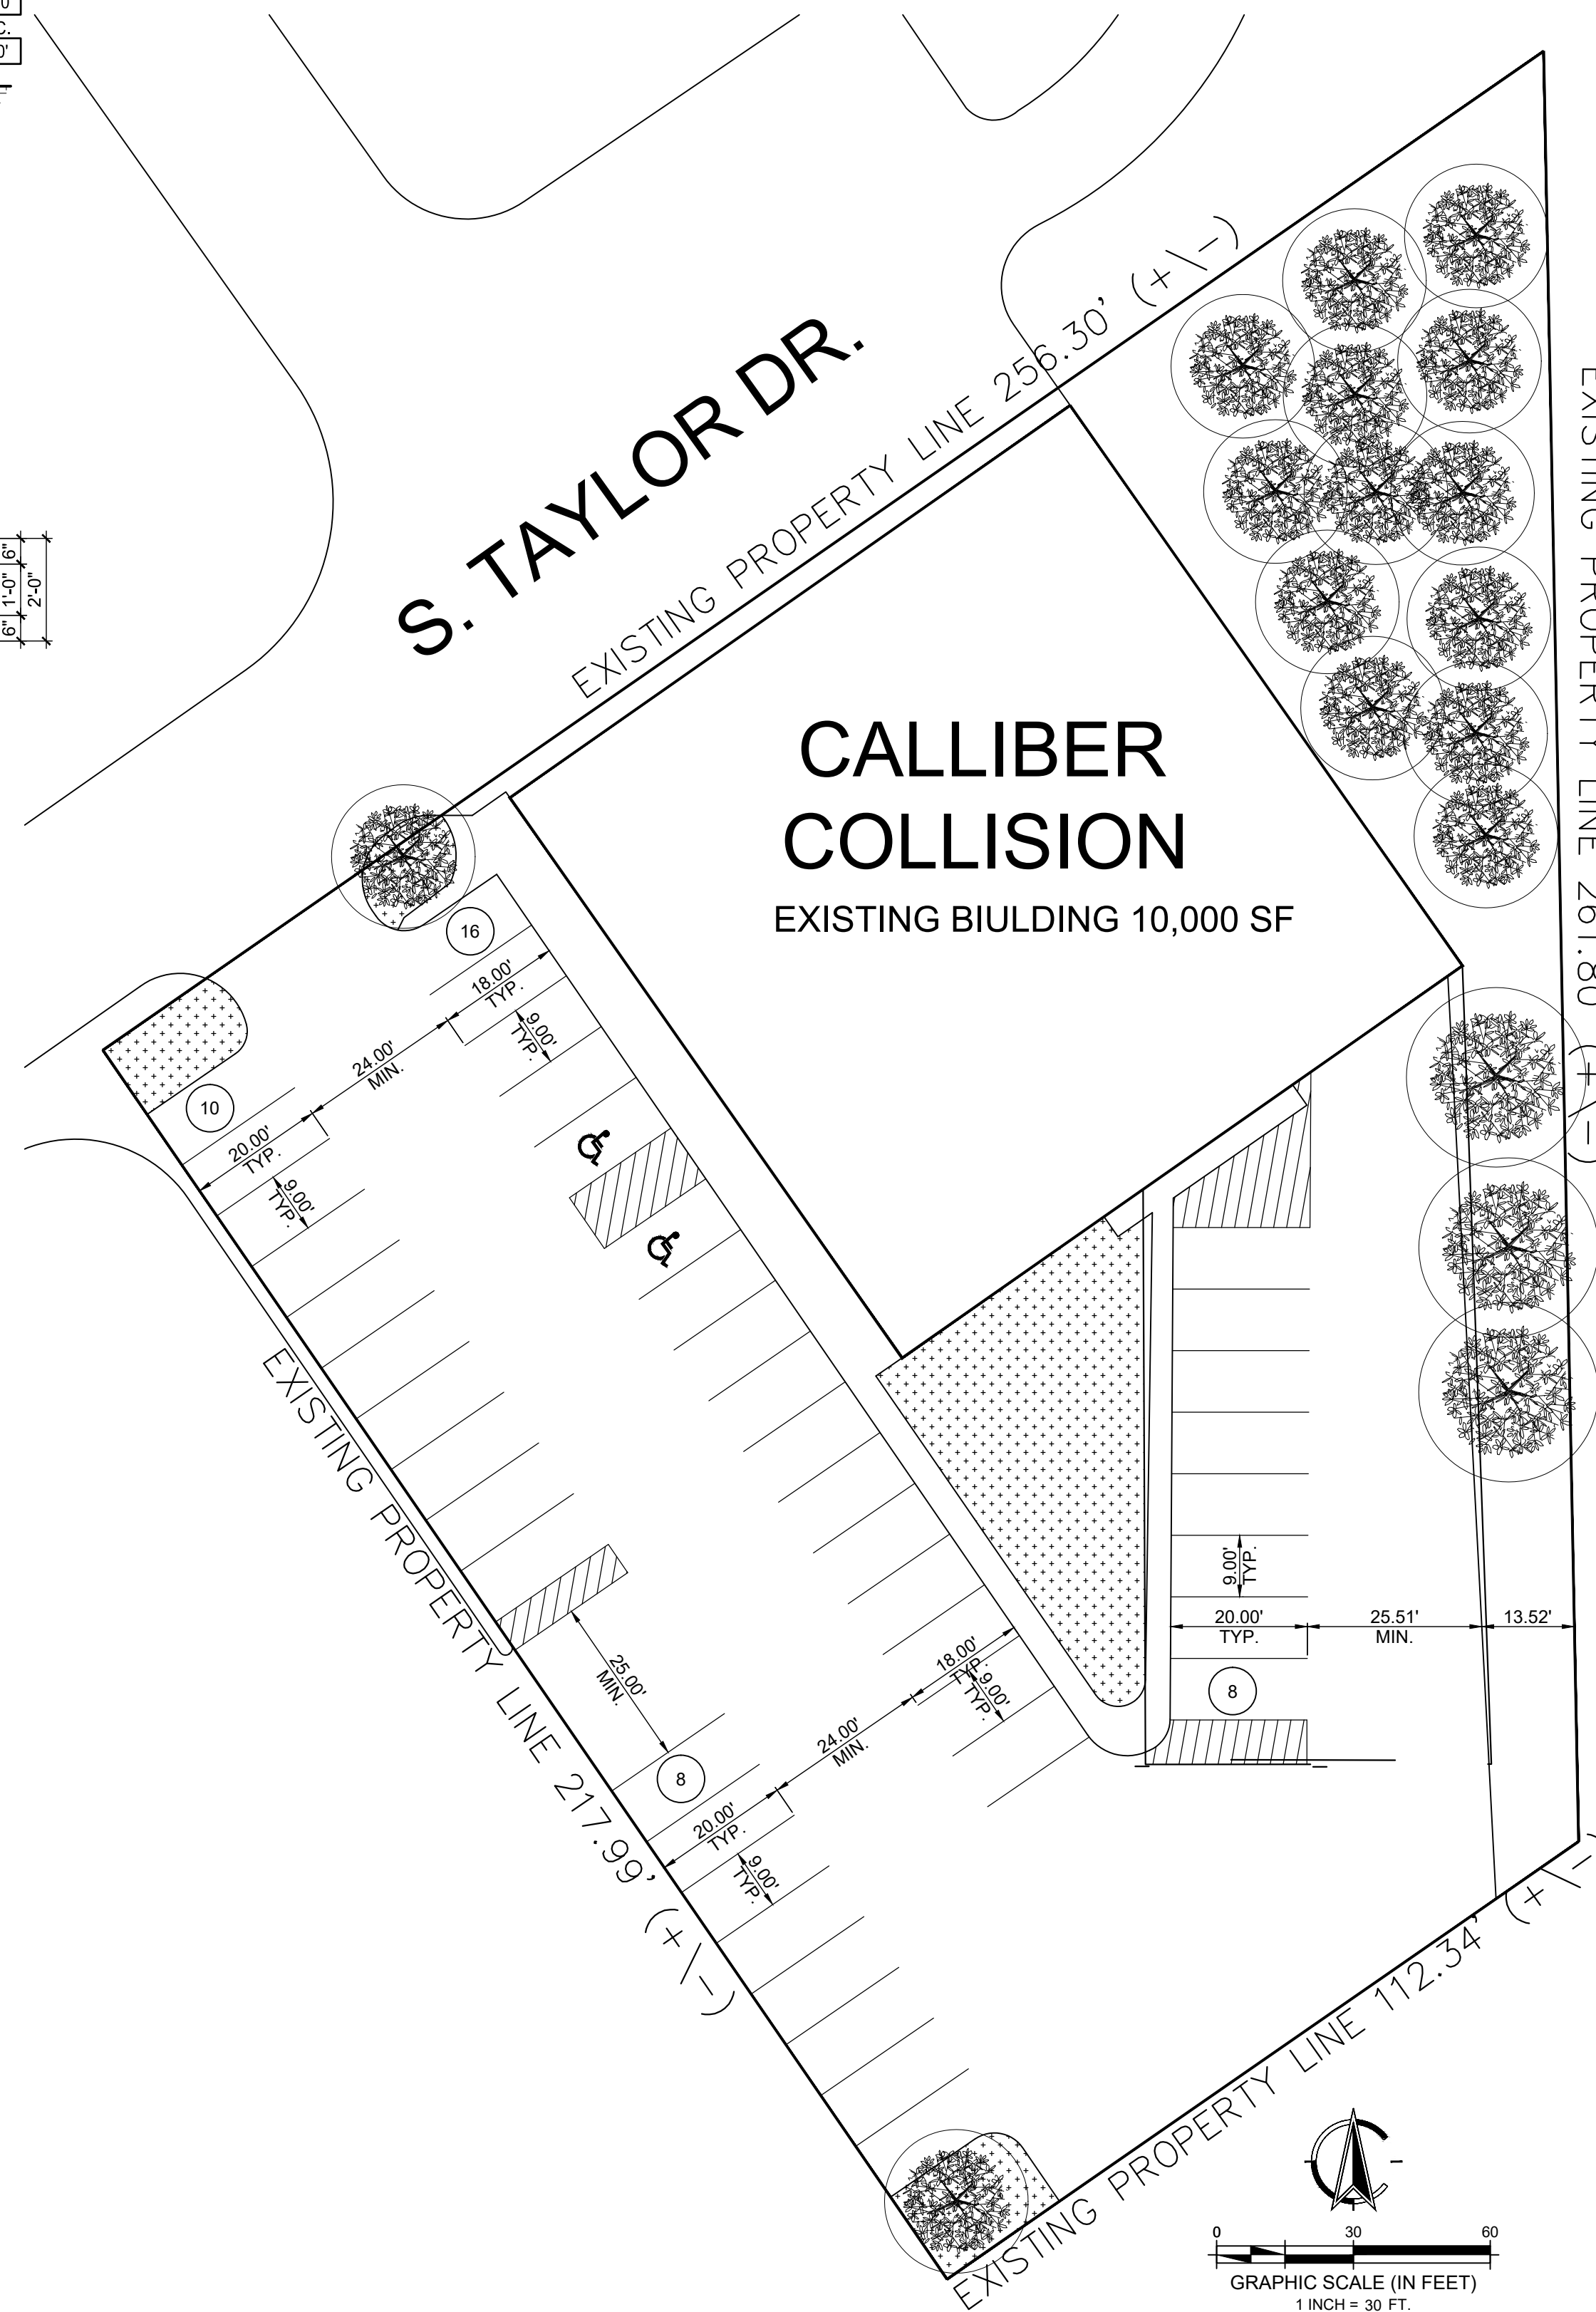 S. TAYLOR DR.
EXISTING PROPERTY LINE 256.30' (+\-)
EXISTING PROPERTY LINE 261.80' (+\-)
6"
1'-0"
6"
2'-0"
CALLIBER
COLLISION
EXISTING BIULDING 10,000 SF
16
18.00'
TYP.
9.00'
TYP.
24.00'
MIN.
10
20.00'
TYP.
9.00'
TYP.
EXISTING PROPERTY LINE 217.99' (+\-)
25.00'
MIN.
8
20.00'
TYP.
9.00'
TYP.
24.00'
MIN.
18.00'
TYP.
9.00'
TYP.
9.00'
TYP.
20.00'
TYP.
25.51'
MIN.
13.52'
8
EXISTING PROPERTY LINE 112.34' (+\-)
0 30 60
GRAPHIC SCALE (IN FEET)
1 INCH = 30 FT.